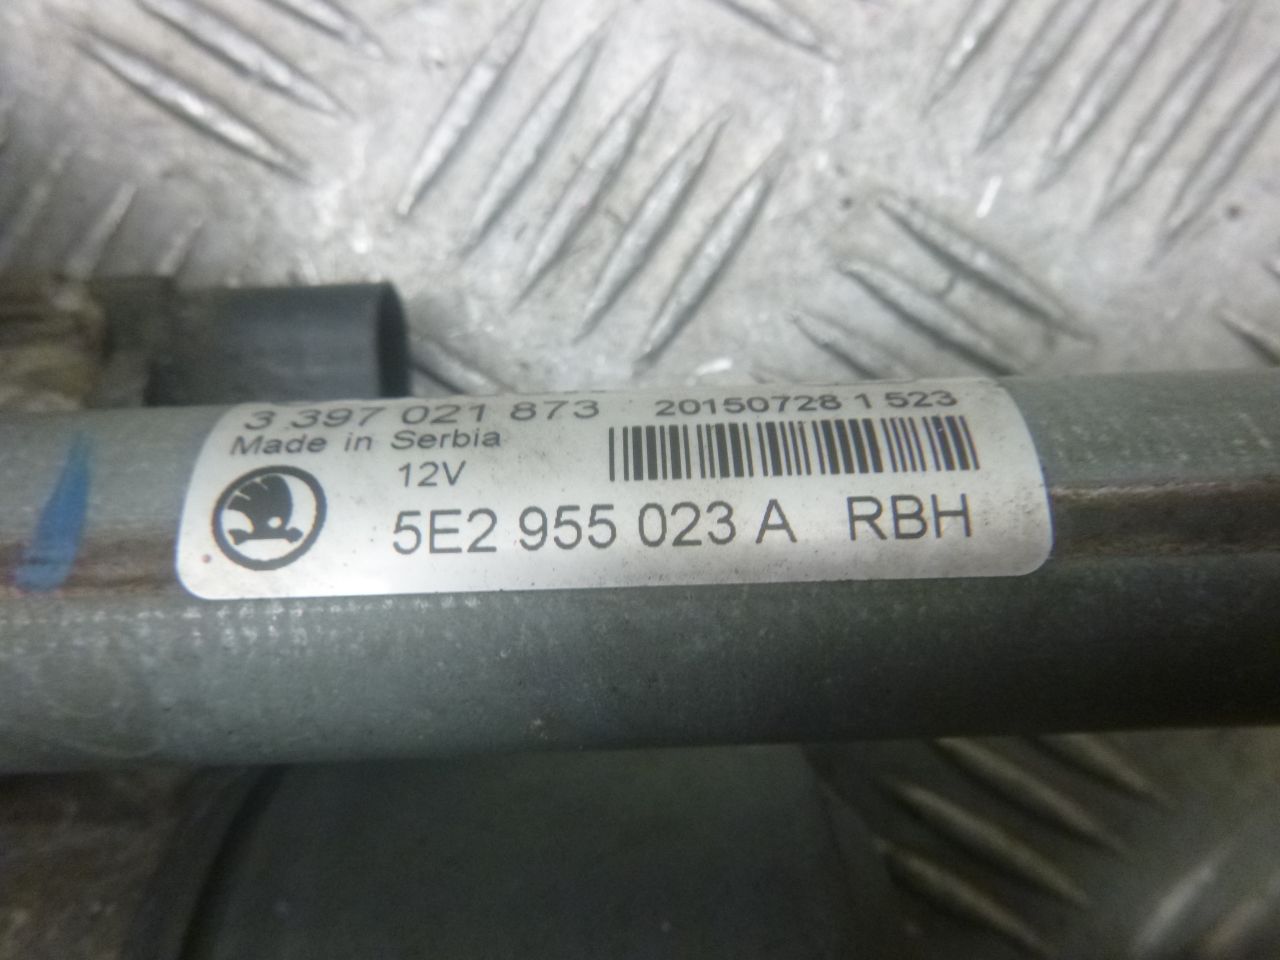 3 397 021 873 20150728 1 523
Made in Serbia
12V
5E2 955 023 A RBH